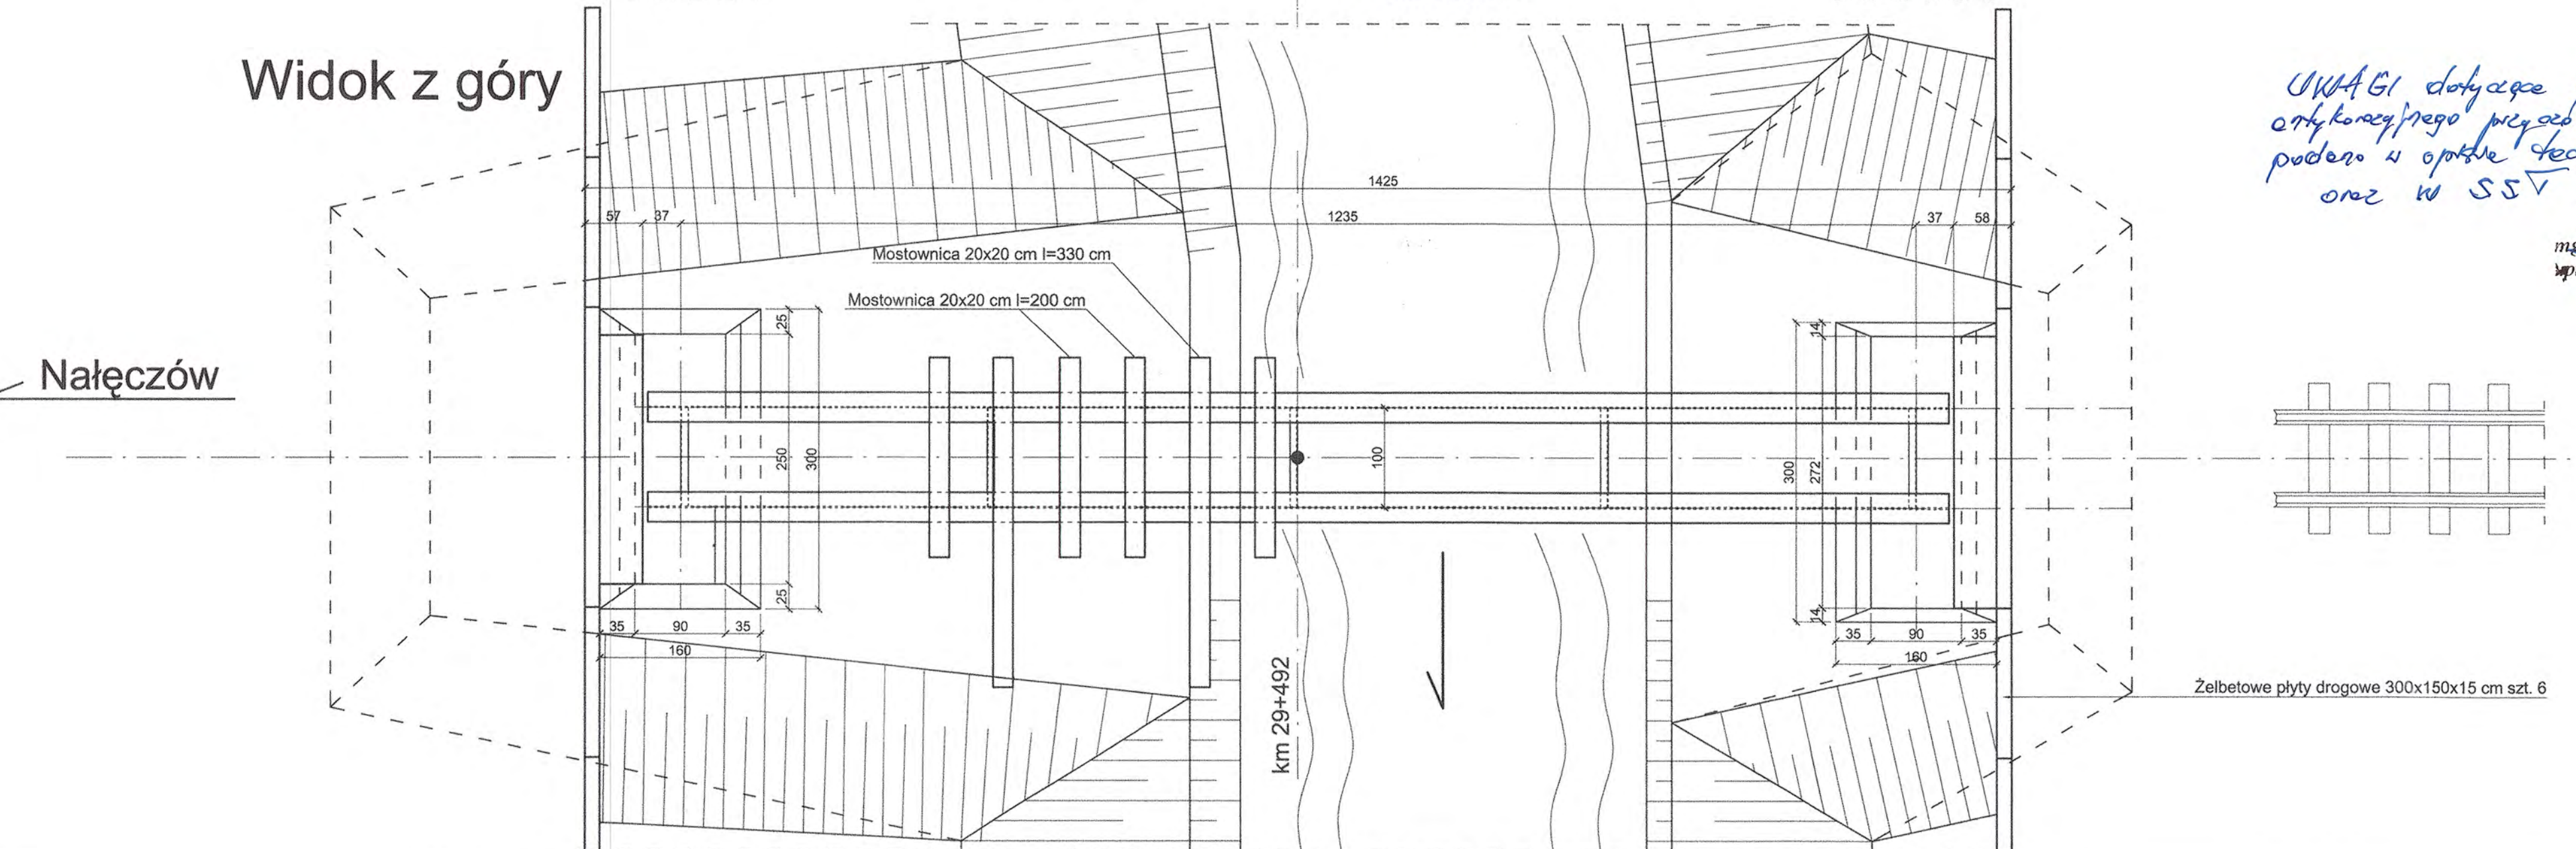 Widok z góry
UWAGI dotyczące
podano w opisie
oraz w SST
1425
57
37
1235
37
58
Mostownica 20x20 cm l=330 cm
Mostownica 20x20 cm l=200 cm
Nałęczów
25
250
300
25
100
14
300
272
14
35
90
35
160
35
90
35
160
km 29+492
Żelbetowe płyty drogowe 300x150x15 cm szt. 6